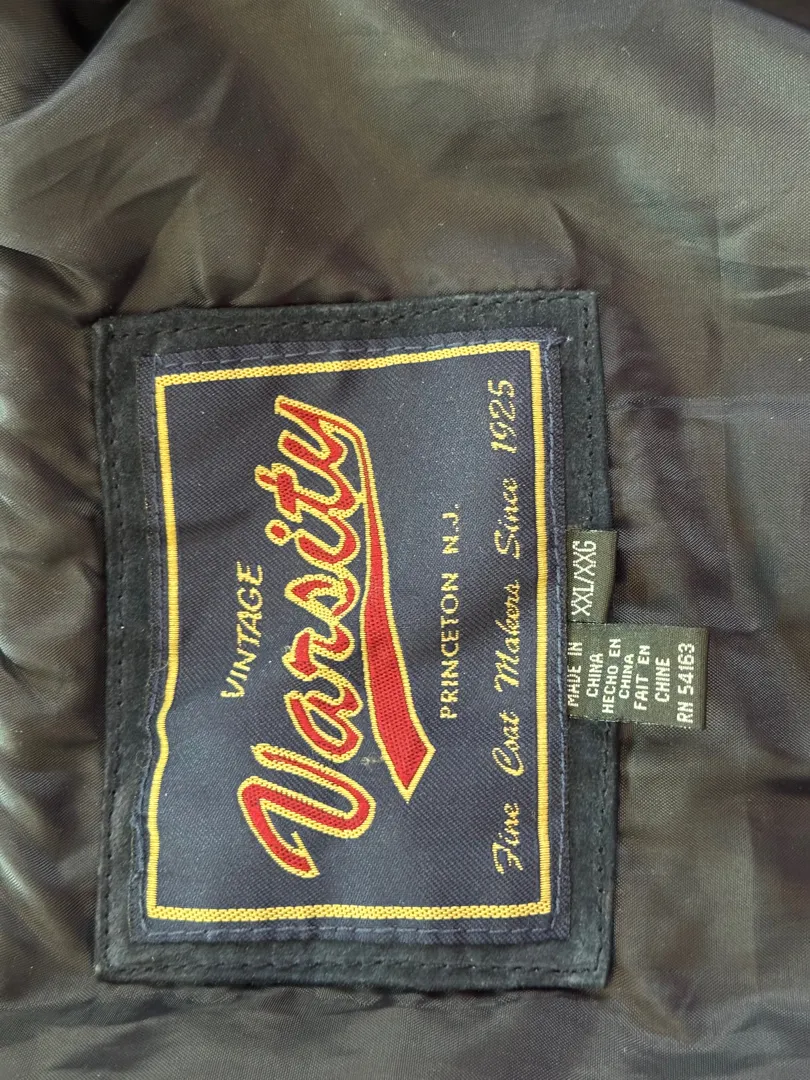 VINTAGE
Varsity
PRINCETON N.J.
Fine Coat Makers Since 1925
XXL/XXG
MADE IN
CHINA
HECHO EN
CHINA
FAIT EN
CHINE
RN 54163